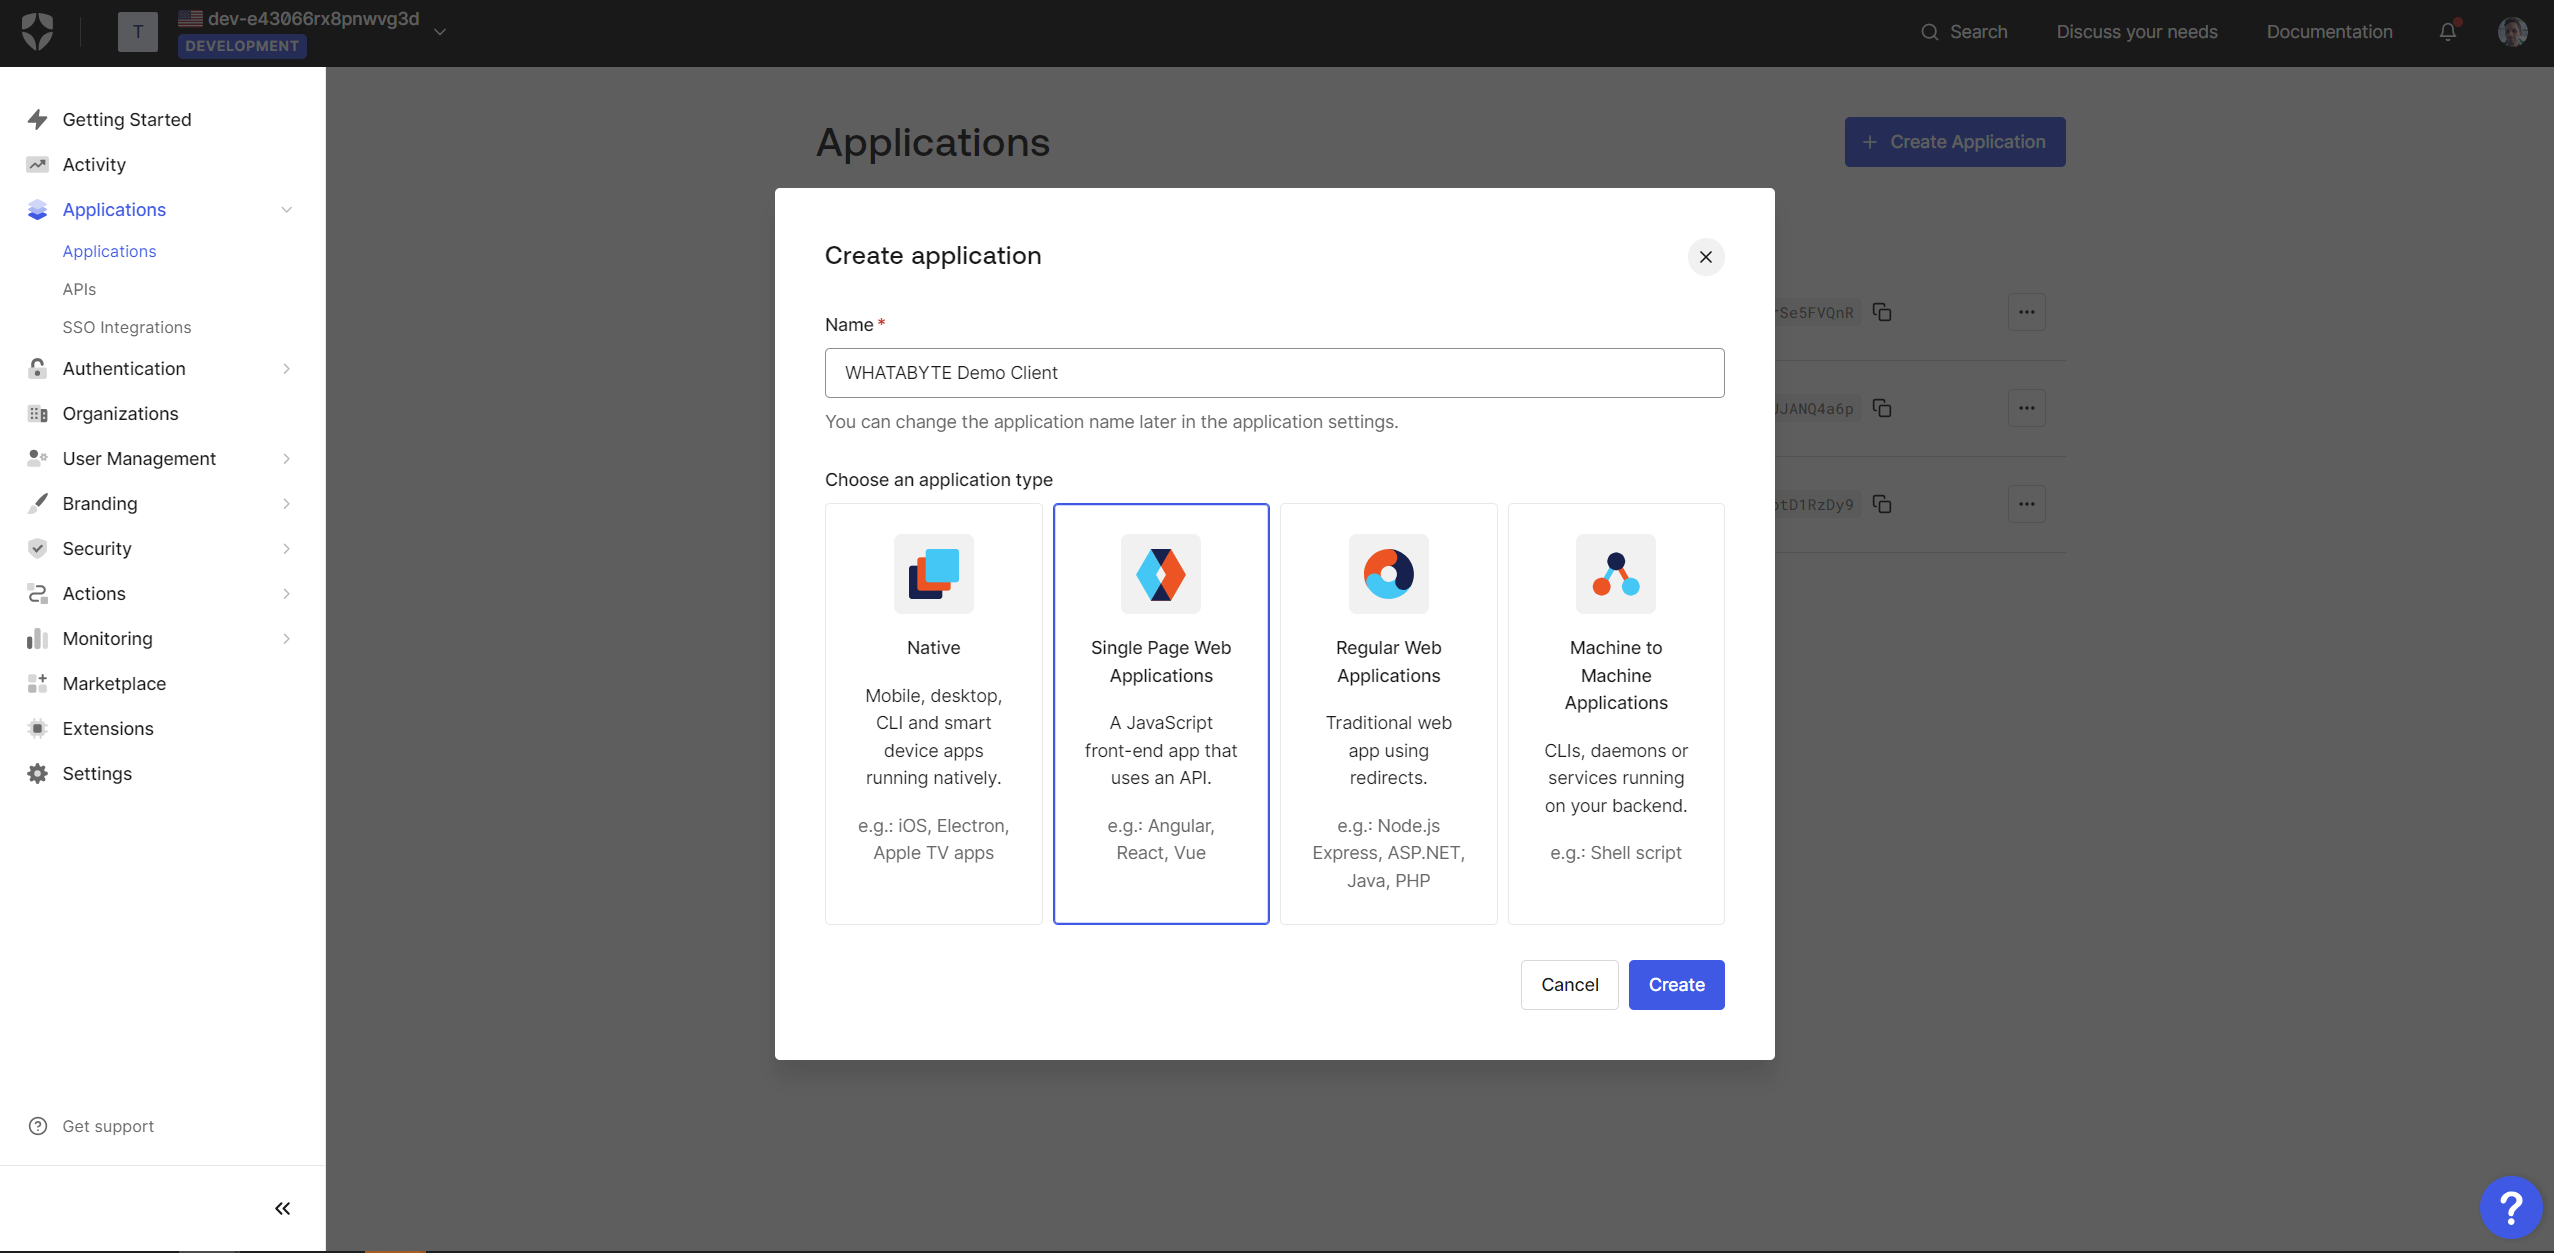 T
dev-e43066rx8pnwvg3d
DEVELOPMENT
Search
Discuss your needs
Documentation
Getting Started
Activity
Applications
Applications
APIs
SSO Integrations
Authentication
Organizations
User Management
Branding
Security
Actions
Monitoring
Marketplace
Extensions
Settings
Get support
Applications
+ Create Application
Create application
Name *
WHATABYTE Demo Client
You can change the application name later in the application settings.
Choose an application type
Native
Mobile, desktop,
CLI and smart
device apps
running natively.
e.g.: iOS, Electron,
Apple TV apps
Single Page Web
Applications
A JavaScript
front-end app that
uses an API.
e.g.: Angular,
React, Vue
Regular Web
Applications
Traditional web
app using
redirects.
e.g.: Node.js
Express, ASP.NET,
Java, PHP
Machine to
Machine
Applications
CLIs, daemons or
services running
on your backend.
e.g.: Shell script
Cancel
Create
Se5FVQnR
JANQ4a6p
tD1RzDy9
?